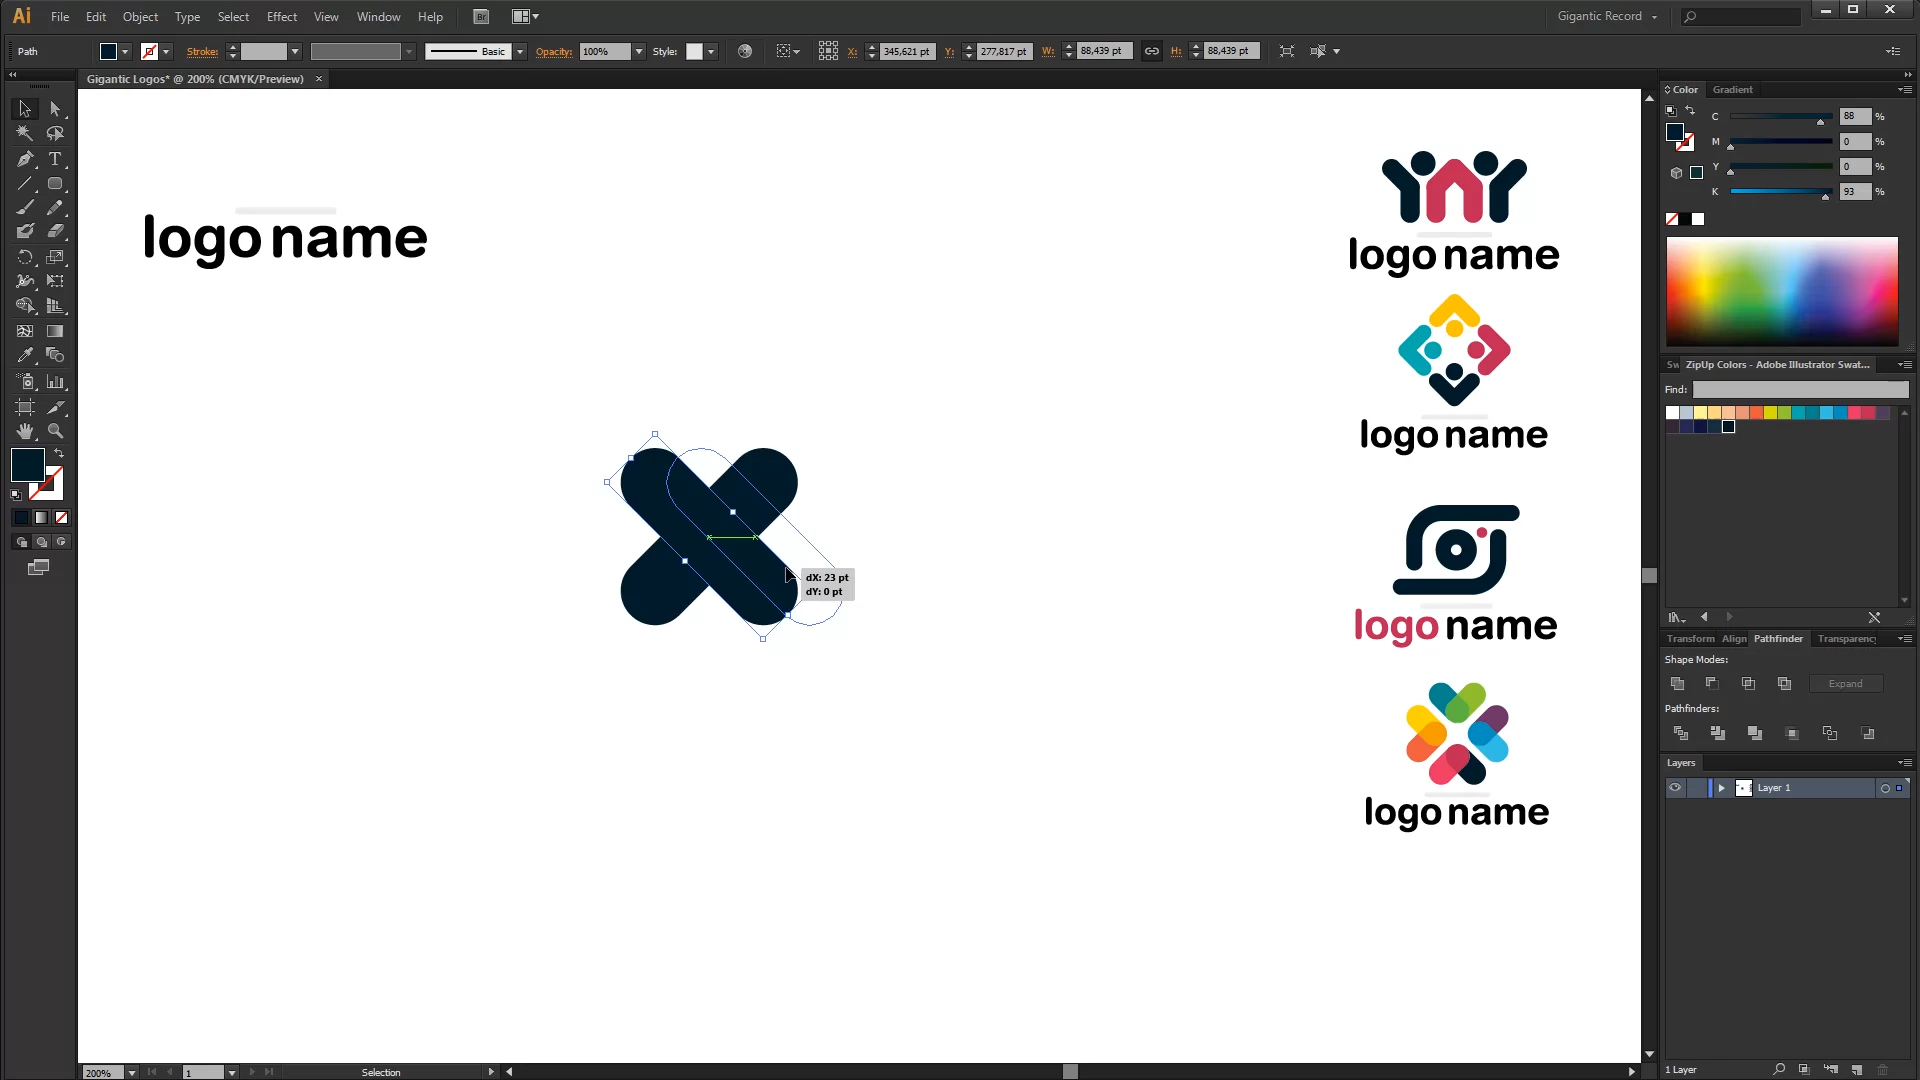 Ai File Edit Object Type Select Effect View Window Help Br Gigantic Record
Path Stroke: Basic Opacity: 100% Style: X: 345,621 pt Y: 277,817 pt W: 88,439 pt H: 88,439 pt
Gigantic Logos* @ 200% (CMYK/Preview) ×
logo name
dX: 23 pt
dY: 0 pt
logo name
logo name
logo name
logo name
Color Gradient
C 88 %
M 0 %
Y 0 %
K 93 %
Sw ZipUp Colors - Adobe Illustrator Swat...
Find:
Transform Align Pathfinder Transparency
Shape Modes:
Expand
Pathfinders:
Layers
Layer 1
1 Layer
200% 1 Selection